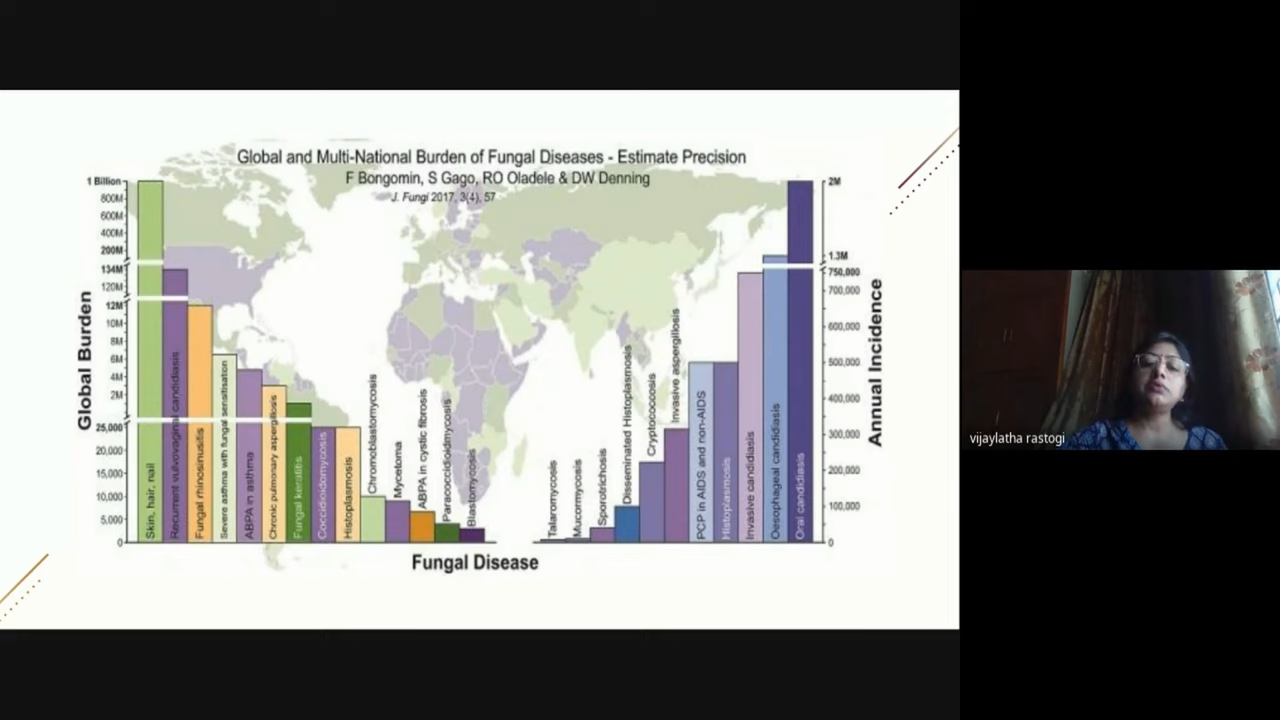 Global and Multi-National Burden of Fungal Diseases - Estimate Precision
F Bongomin, S Gago, RO Oladele & DW Denning
J. Fungi 2017, 3(4), 57
Global Burden
1 Billion
800M
600M
400M
200M
134M
120M
12M
10M
8M
6M
4M
2M
25,000
20,000
15,000
10,000
5,000
0
Skin, hair, nail
Recurrent vulvovaginal candidiasis
Fungal rhinosinusitis
Severe asthma with fungal sensitisation
ABPA in asthma
Chronic pulmonary aspergillosis
Fungal keratitis
Coccidioidomycosis
Histoplasmosis
Chromoblastomycosis
Mycetoma
ABPA in cystic fibrosis
Paracoccidioidmycosis
Blastomycosis
Talaromycosis
Mucormycosis
Sporotrichosis
Disseminated Histoplasmosis
Cryptococcosis
Invasive aspergillosis
PCP in AIDS and non-AIDS
Histoplasmosis
Invasive candidiasis
Oesophageal candidiasis
Oral candidiasis
2M
1.3M
750,000
700,000
600,000
500,000
400,000
300,000
200,000
100,000
0
Annual Incidence
Fungal Disease
vijaylatha rastogi